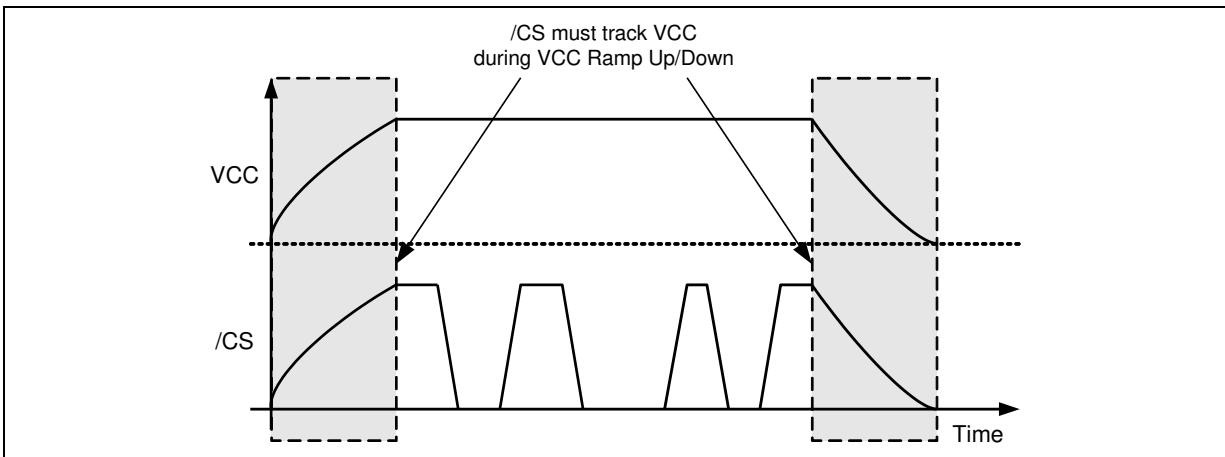 /CS must track VCC
during VCC Ramp Up/Down
VCC
/CS
Time